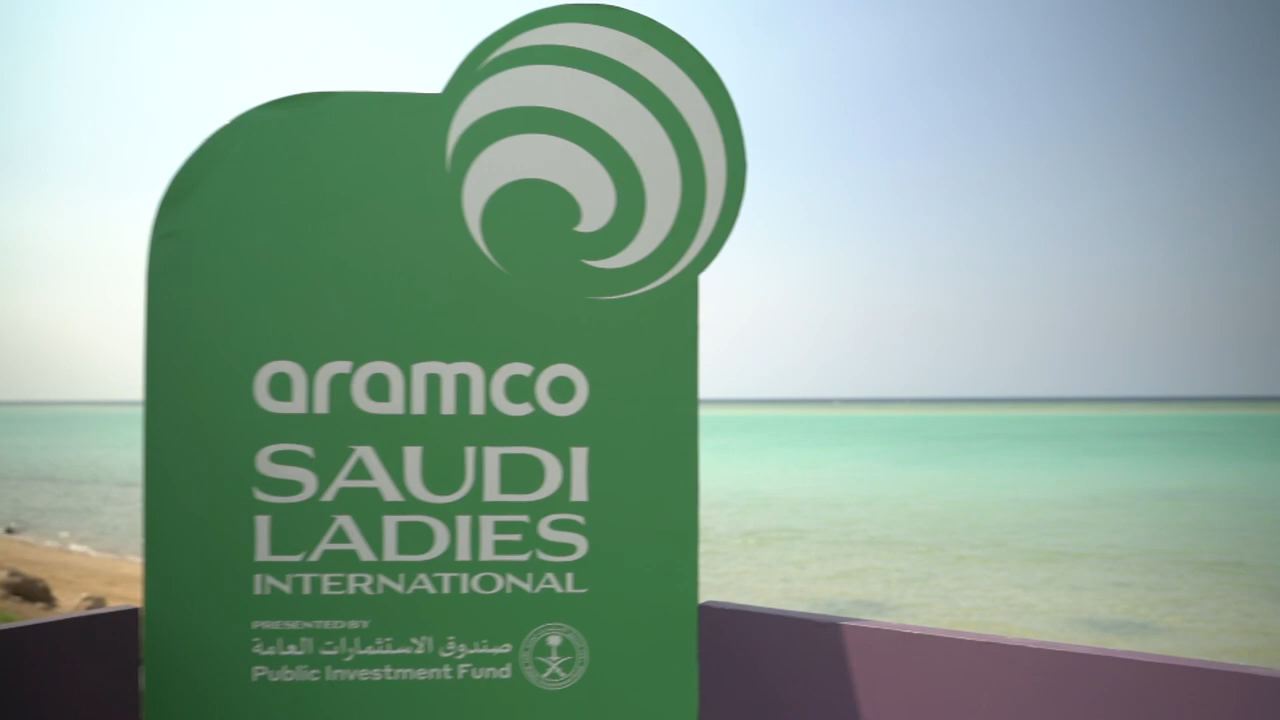 aramco
SAUDI
LADIES
INTERNATIONAL
PRESENTED BY
صندوق الاستثمارات العامة
Public Investment Fund